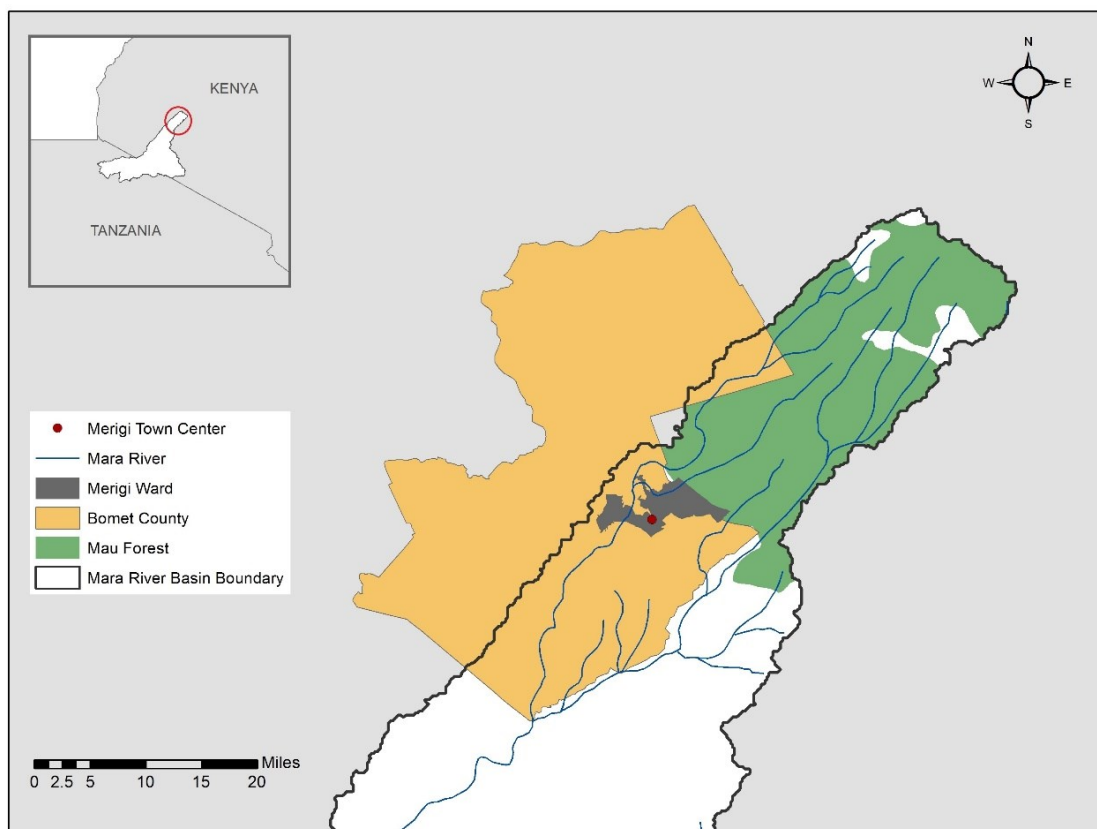 KENYA
TANZANIA
N
W E
S
Merigi Town Center
Mara River
Merigi Ward
Bomet County
Mau Forest
Mara River Basin Boundary
Miles
0 2.5 5 10 15 20